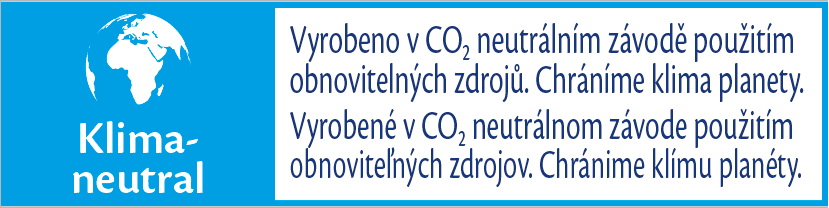 Klima-
neutral
Vyrobeno v CO₂ neutrálním závodě použitím
obnovitelných zdrojů. Chráníme klima planety.
Vyrobené v CO₂ neutrálnom závode použitím
obnoviteľných zdrojov. Chránime klímu planéty.